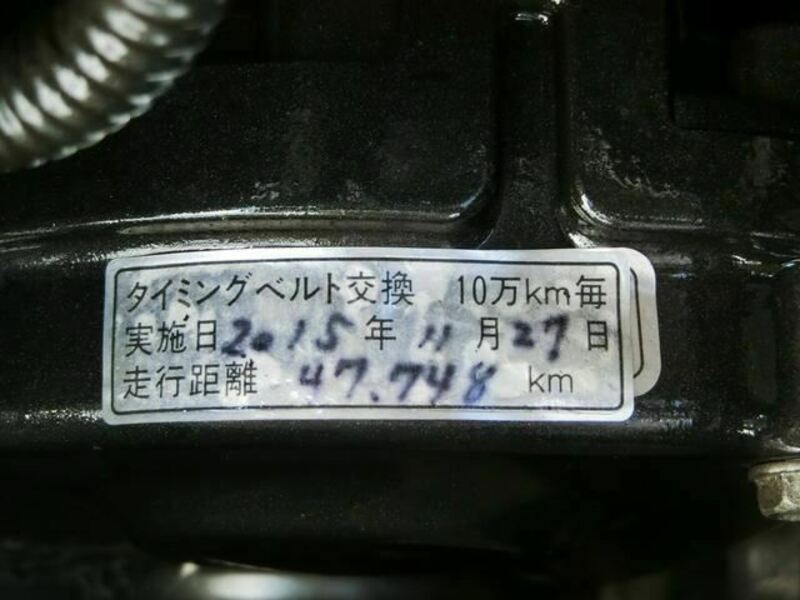 タイミングベルト交換 10万km毎
実施日2015年11月27日
走行距離 47.748 km